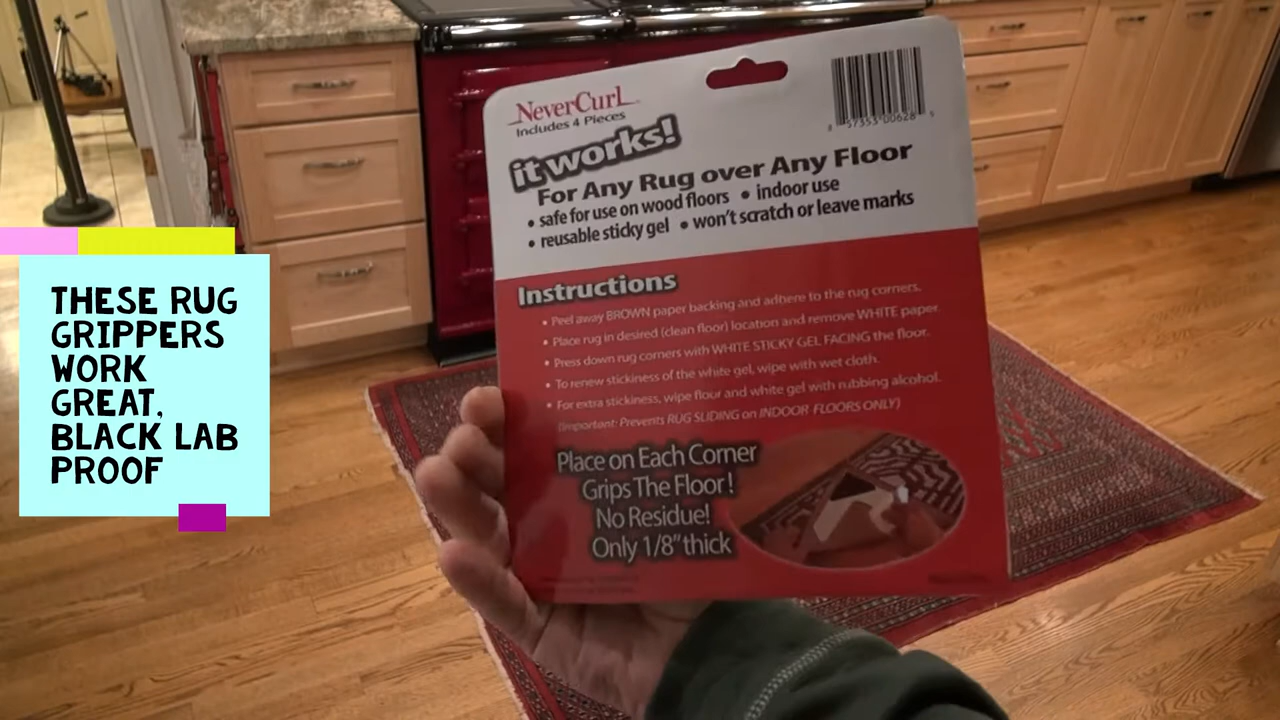 THESE RUG
GRIPPERS
WORK
GREAT,
BLACK LAB
PROOF
NeverCurl
Includes 4 Pieces
it works!
For Any Rug over Any Floor
• safe for use on wood floors • indoor use
• reusable sticky gel • won't scratch or leave marks
57353 00628
Instructions
• Peel away BROWN paper backing and adhere to the rug corners.
• Place rug in desired (clean floor) location and remove WHITE paper
• Press down rug corners with WHITE STICKY GEL FACING the floor.
• To renew stickiness of the white gel, wipe with wet cloth.
• For extra stickiness, wipe floor and white gel with rubbing alcohol.
(Important: Prevents RUG SLIDING on INDOOR FLOORS ONLY)
Place on Each Corner
Grips The Floor!
No Residue!
Only 1/8" thick